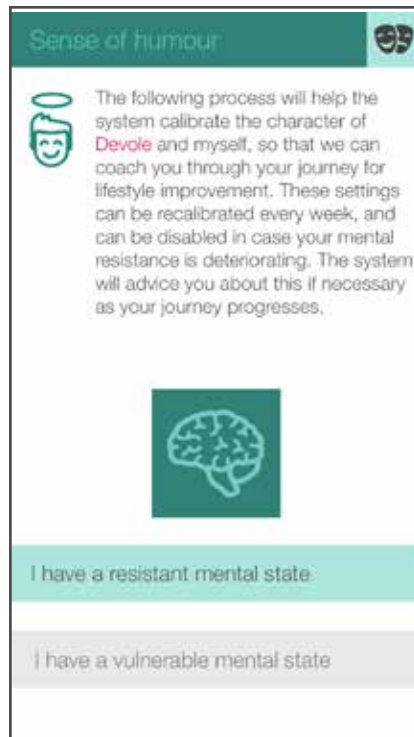 Sense of humour
The following process will help the
system calibrate the character of
Devole and myself, so that we can
coach you through your journey for
lifestyle improvement. These settings
can be recalibrated every week, and
can be disabled in case your mental
resistance is deteriorating. The system
will advice you about this if necessary
as your journey progresses.
I have a resistant mental state
I have a vulnerable mental state